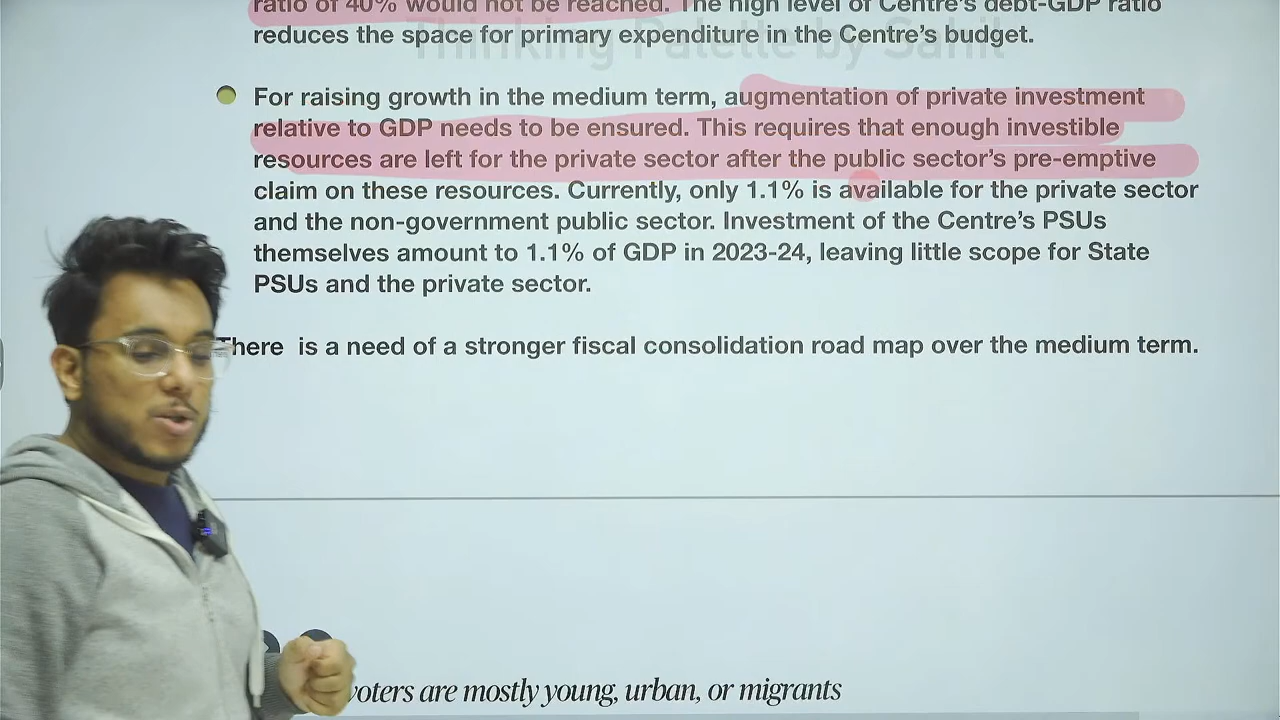 ratio of 40% would not be reached. The high level of Centre's debt-GDP ratio
reduces the space for primary expenditure in the Centre's budget.
Thinking Palette by Sahil
For raising growth in the medium term, augmentation of private investment
relative to GDP needs to be ensured. This requires that enough investible
resources are left for the private sector after the public sector's pre-emptive
claim on these resources. Currently, only 1.1% is available for the private sector
and the non-government public sector. Investment of the Centre's PSUs
themselves amount to 1.1% of GDP in 2023-24, leaving little scope for State
PSUs and the private sector.
There is a need of a stronger fiscal consolidation road map over the medium term.
voters are mostly young, urban, or migrants